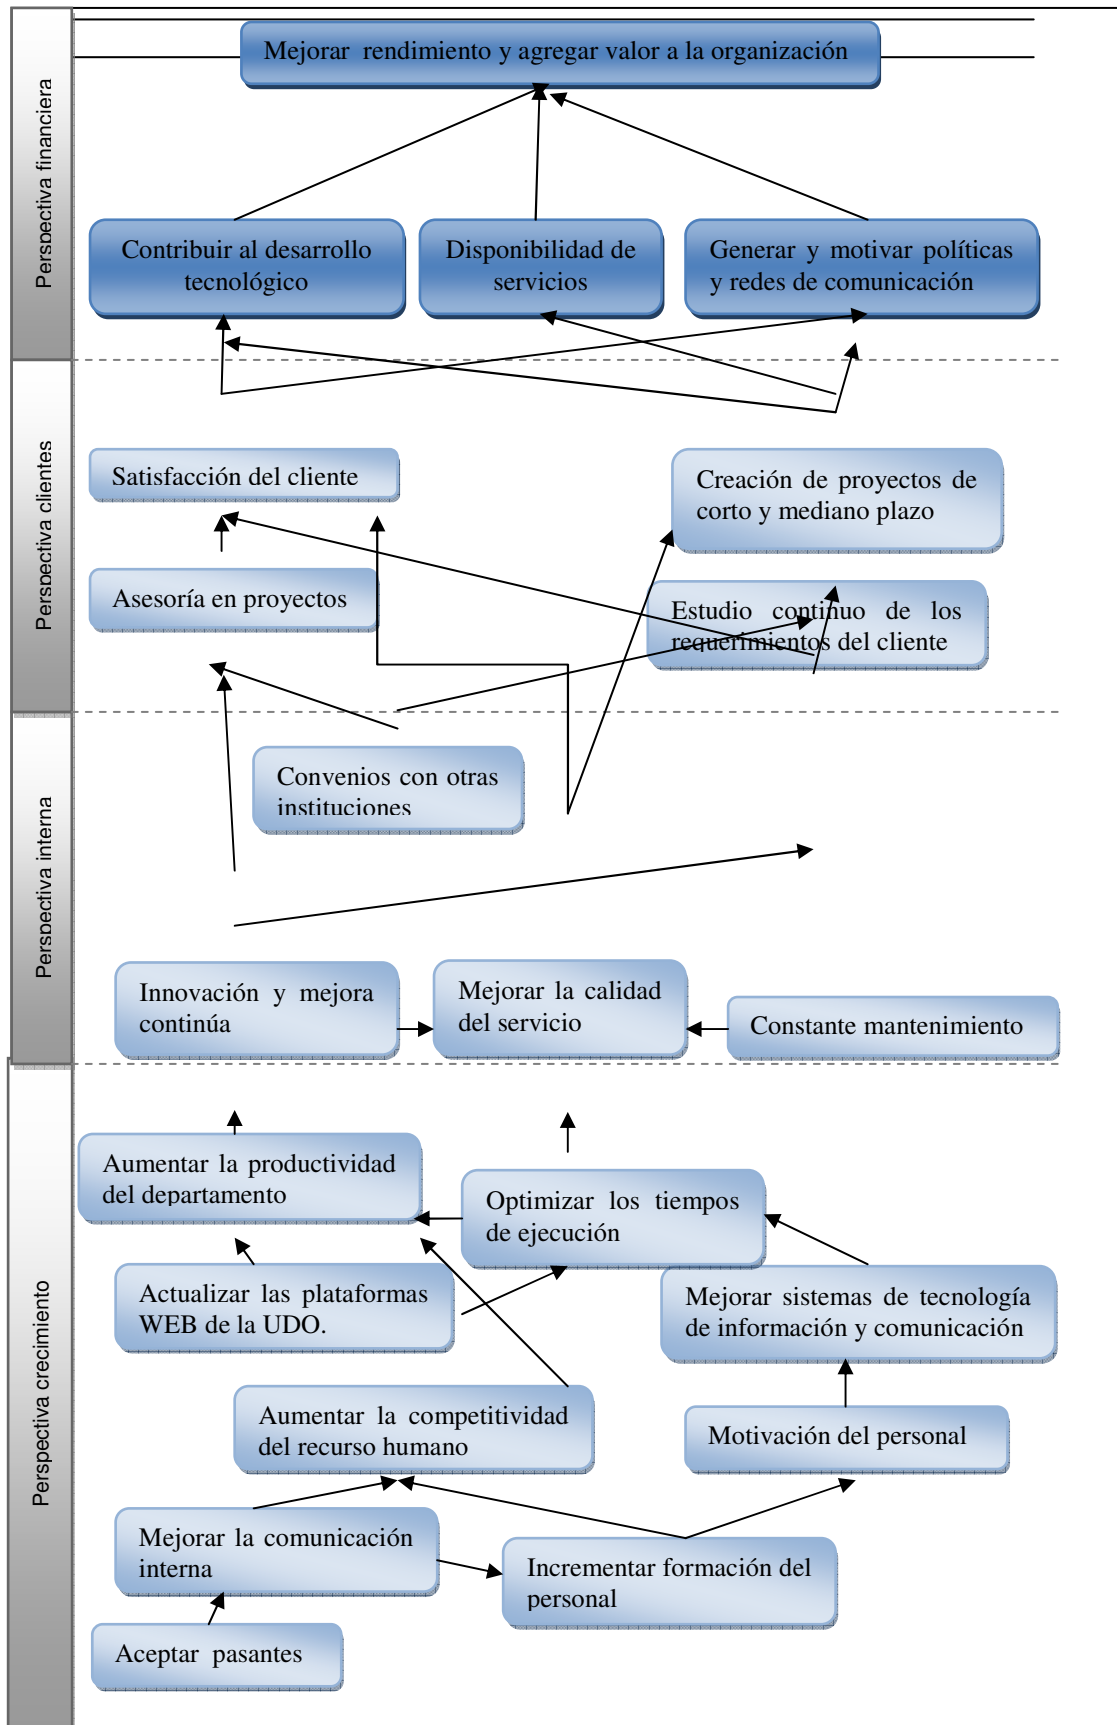 Perspectiva financiera
Mejorar rendimiento y agregar valor a la organización
Contribuir al desarrollo
tecnológico
Disponibilidad de
servicios
Generar y motivar políticas
y redes de comunicación
Perspectiva clientes
Satisfacción del cliente
Creación de proyectos de
corto y mediano plazo
Asesoría en proyectos
Estudio continuo de los
requerimientos del cliente
Perspectiva interna
Convenios con otras
instituciones
Innovación y mejora
continúa
Mejorar la calidad
del servicio
Constante mantenimiento
Perspectiva crecimiento
Aumentar la productividad
del departamento
Optimizar los tiempos
de ejecución
Actualizar las plataformas
WEB de la UDO.
Mejorar sistemas de tecnología
de información y comunicación
Aumentar la competitividad
del recurso humano
Motivación del personal
Mejorar la comunicación
interna
Incrementar formación del
personal
Aceptar pasantes